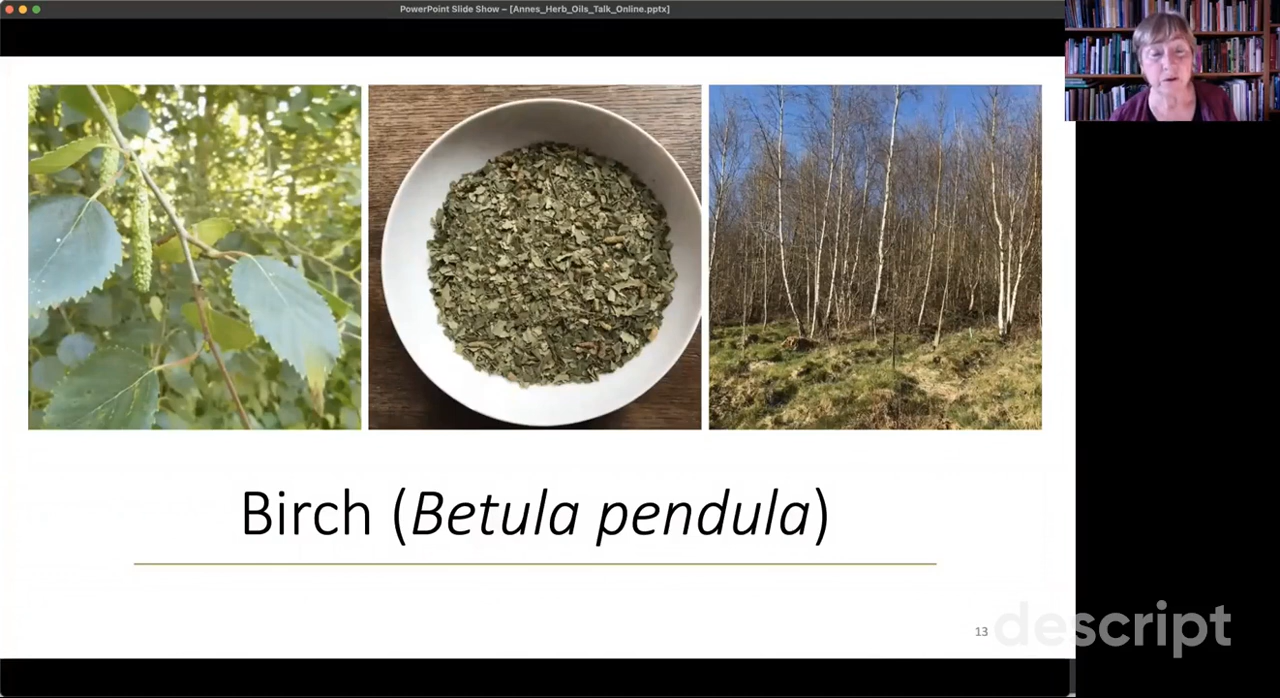 PowerPoint Slide Show – [Annes_Herb_Oils_Talk_Online.pptx]
Birch (Betula pendula)
13
descript